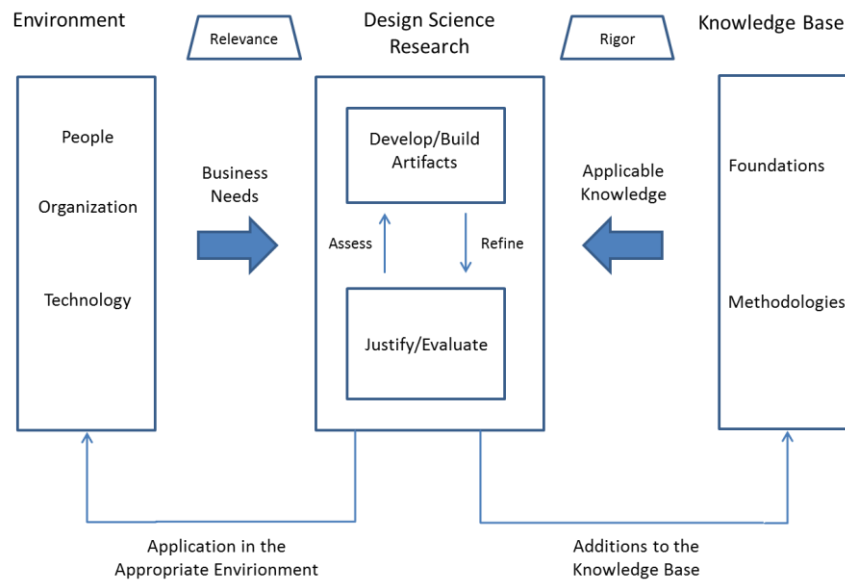 Environment
Relevance
Design Science
Research
Rigor
Knowledge Base
People
Organization
Technology
Business
Needs
Develop/Build
Artifacts
Assess
Refine
Justify/Evaluate
Applicable
Knowledge
Foundations
Methodologies
Application in the
Appropriate Envirionment
Additions to the
Knowledge Base